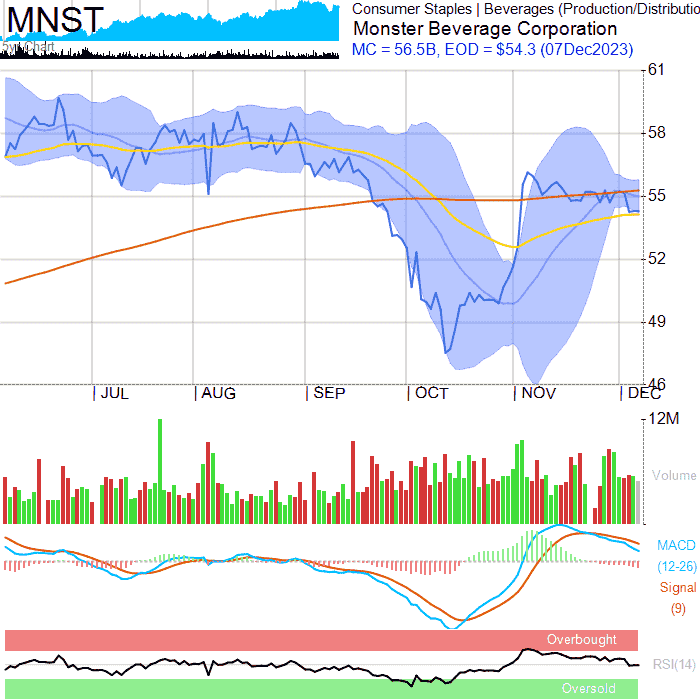 MNST
5yr Chart
Consumer Staples | Beverages (Production/Distributio
Monster Beverage Corporation
MC = 56.5B, EOD = $54.3 (07Dec2023)
61
58
55
52
49
46
JUL AUG SEP OCT NOV DEC
12M
Volume
MACD
(12-26)
Signal
(9)
Overbought
RSI(14)
Oversold